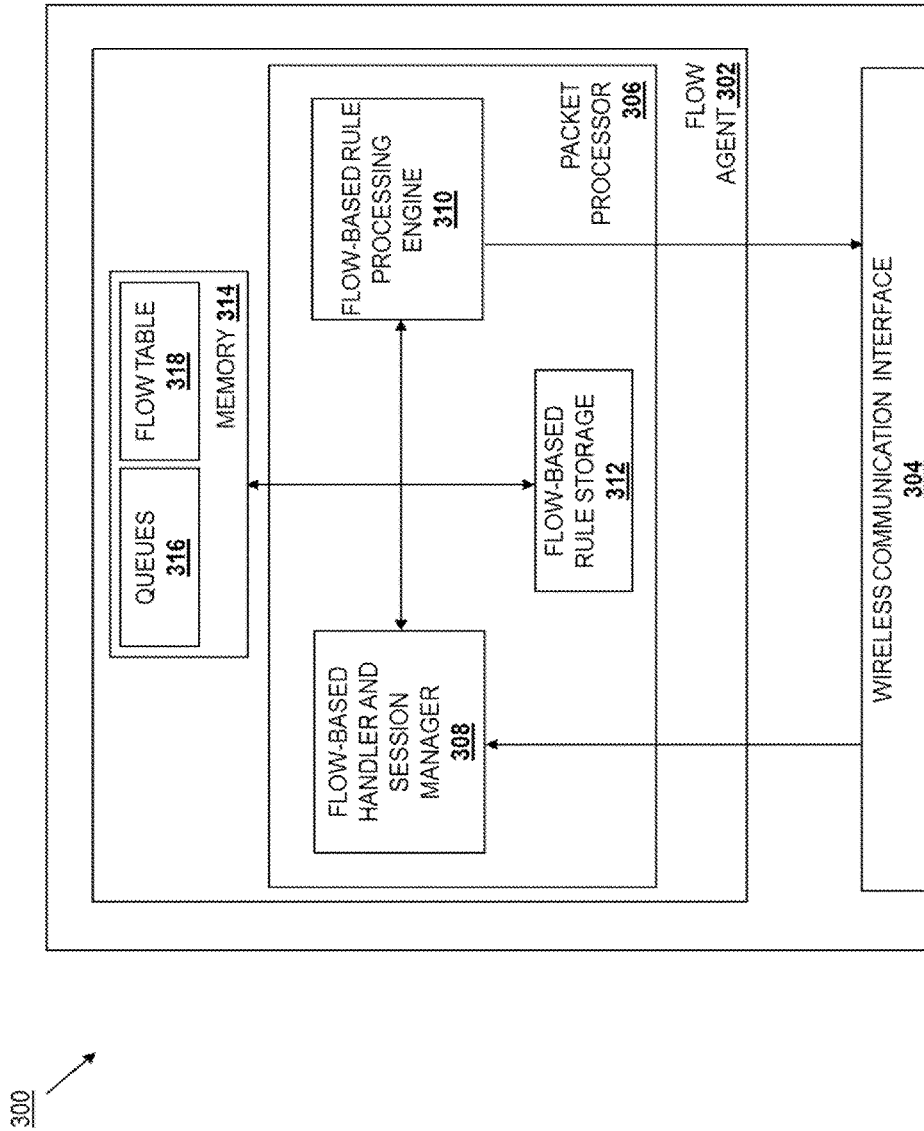 300
QUEUES
316
FLOW TABLE
318
MEMORY 314
FLOW-BASED
HANDLER AND
SESSION
MANAGER
308
FLOW-BASED RULE
PROCESSING
ENGINE
310
FLOW-BASED
RULE STORAGE
312
PACKET
PROCESSOR
306
FLOW
AGENT 302
WIRELESS COMMUNICATION INTERFACE
304